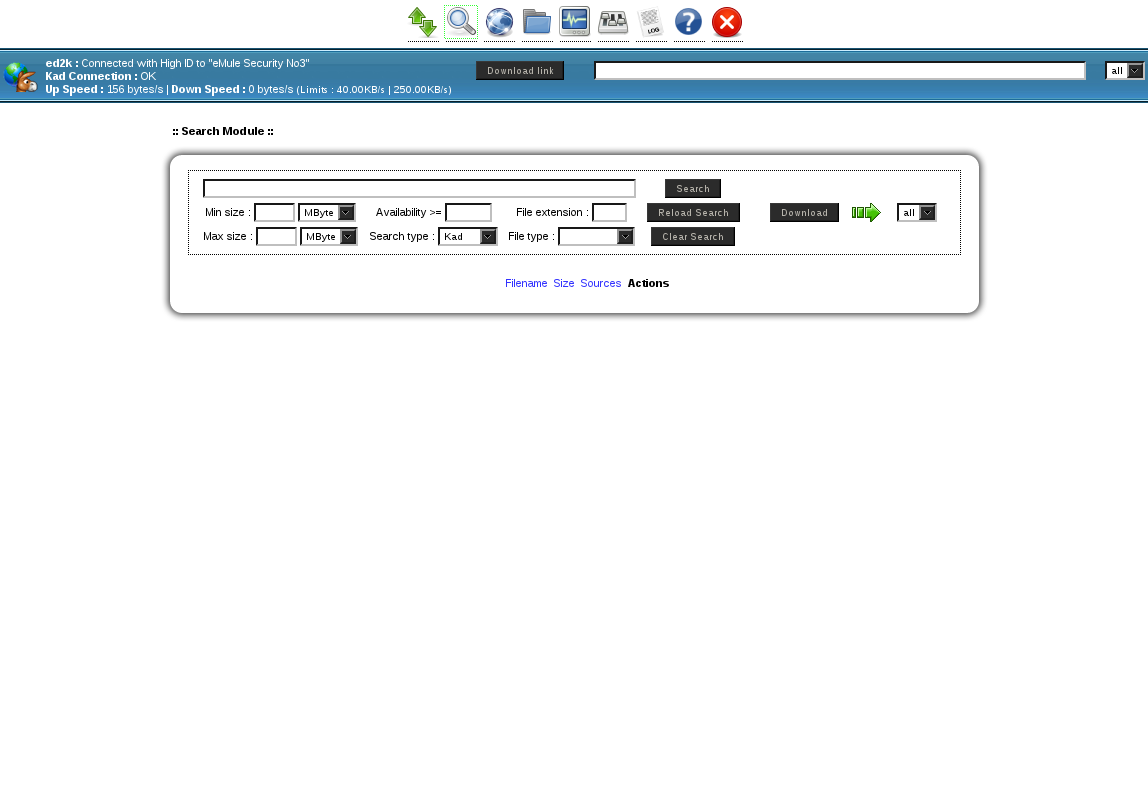 LOG
?
ed2k : Connected with High ID to "eMule Security No3"
Kad Connection : OK
Up Speed : 156 bytes/s | Down Speed : 0 bytes/s (Limits : 40.00KB/s | 250.00KB/s)
Download link
all
:: Search Module ::
Search
Min size : MByte Availability >= File extension : Reload Search Download all
Max size : MByte Search type : Kad File type : Clear Search
Filename Size Sources Actions